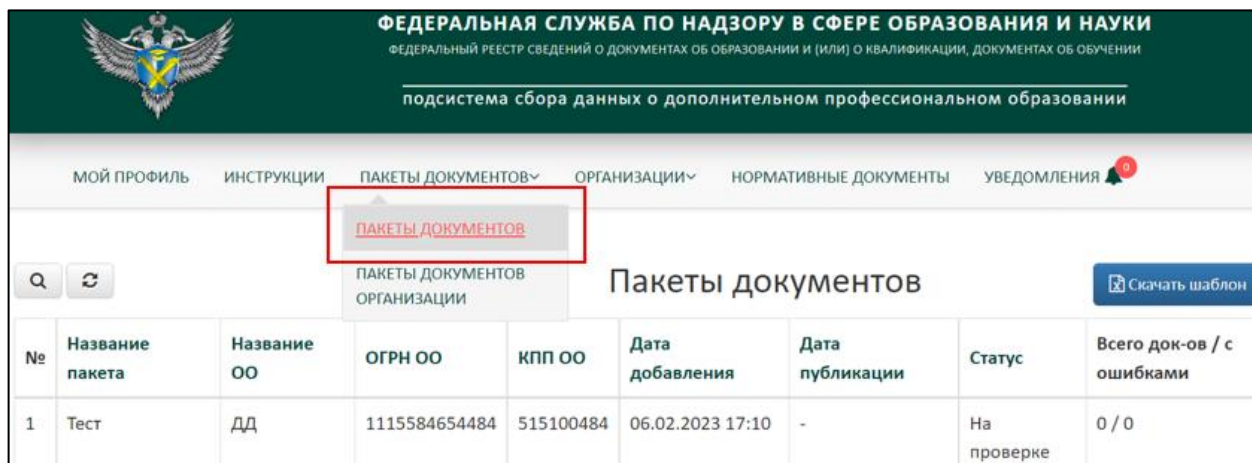 ФЕДЕРАЛЬНАЯ СЛУЖБА ПО НАДЗОРУ В СФЕРЕ ОБРАЗОВАНИЯ И НАУКИ
ФЕДЕРАЛЬНЫЙ РЕЕСТР СВЕДЕНИЙ О ДОКУМЕНТАХ ОБ ОБРАЗОВАНИИ И (ИЛИ) О КВАЛИФИКАЦИИ, ДОКУМЕНТАХ ОБ ОБУЧЕНИИ
подсистема сбора данных о дополнительном профессиональном образовании
МОЙ ПРОФИЛЬ ИНСТРУКЦИИ ПАКЕТЫ ДОКУМЕНТОВ ОРГАНИЗАЦИИ НОРМАТИВНЫЕ ДОКУМЕНТЫ УВЕДОМЛЕНИЯ 0
ПАКЕТЫ ДОКУМЕНТОВ
ПАКЕТЫ ДОКУМЕНТОВ
ОРГАНИЗАЦИИ
Пакеты документов
Скачать шаблон
№ Название пакета Название ОО ОГРН ОО КПП ОО Дата добавления Дата публикации Статус Всего док-ов / с ошибками
1 Тест ДД 1115584654484 515100484 06.02.2023 17:10 - На проверке 0 / 0